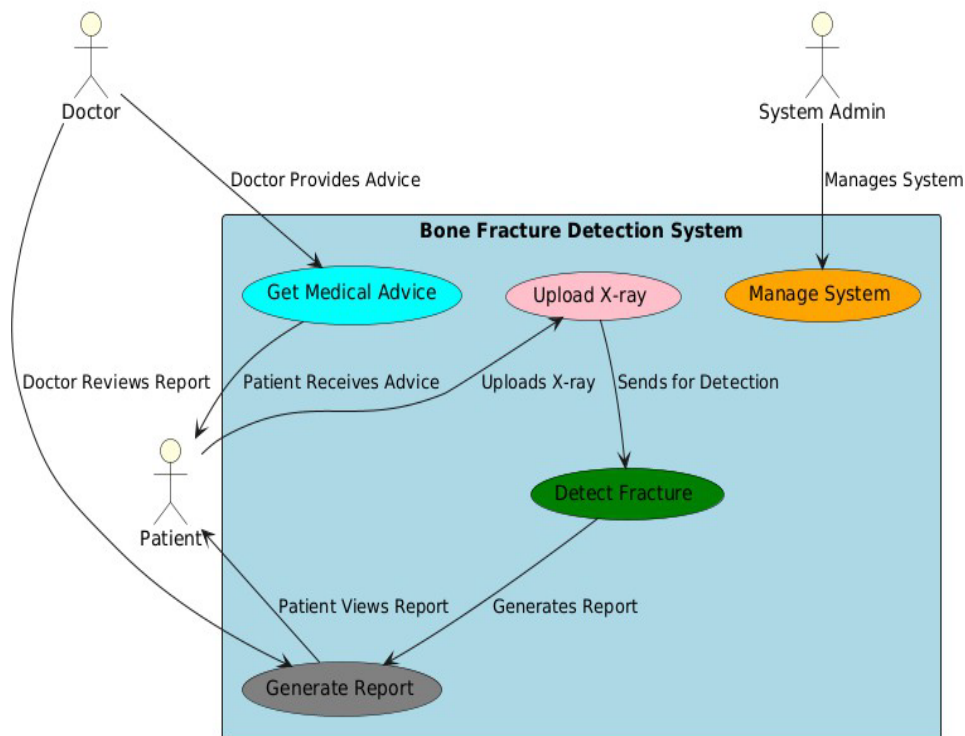 Doctor
System Admin
Doctor Provides Advice
Manages System
Bone Fracture Detection System
Get Medical Advice
Upload X-ray
Manage System
Doctor Reviews Report
Patient Receives Advice
Uploads X-ray
Sends for Detection
Detect Fracture
Patient
Patient Views Report
Generates Report
Generate Report